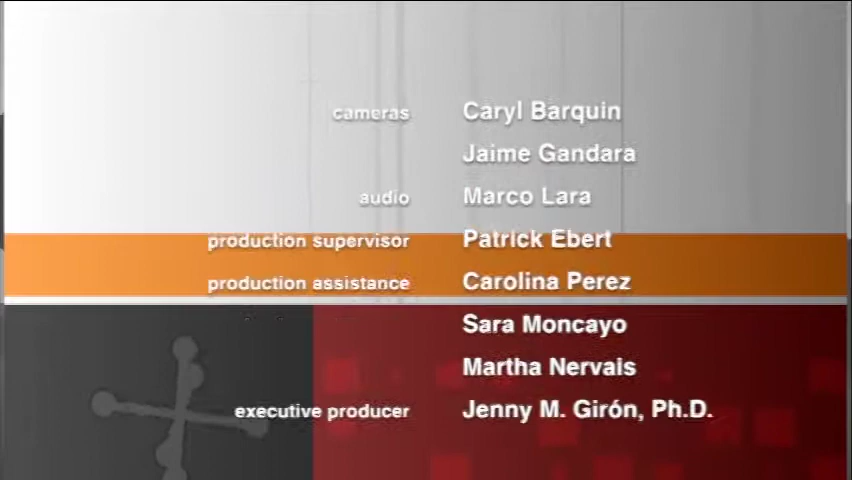 cameras Caryl Barquin
Jaime Gandara
audio Marco Lara
production supervisor Patrick Ebert
production assistance Carolina Perez
Sara Moncayo
Martha Nervais
executive producer Jenny M. Girón, Ph.D.